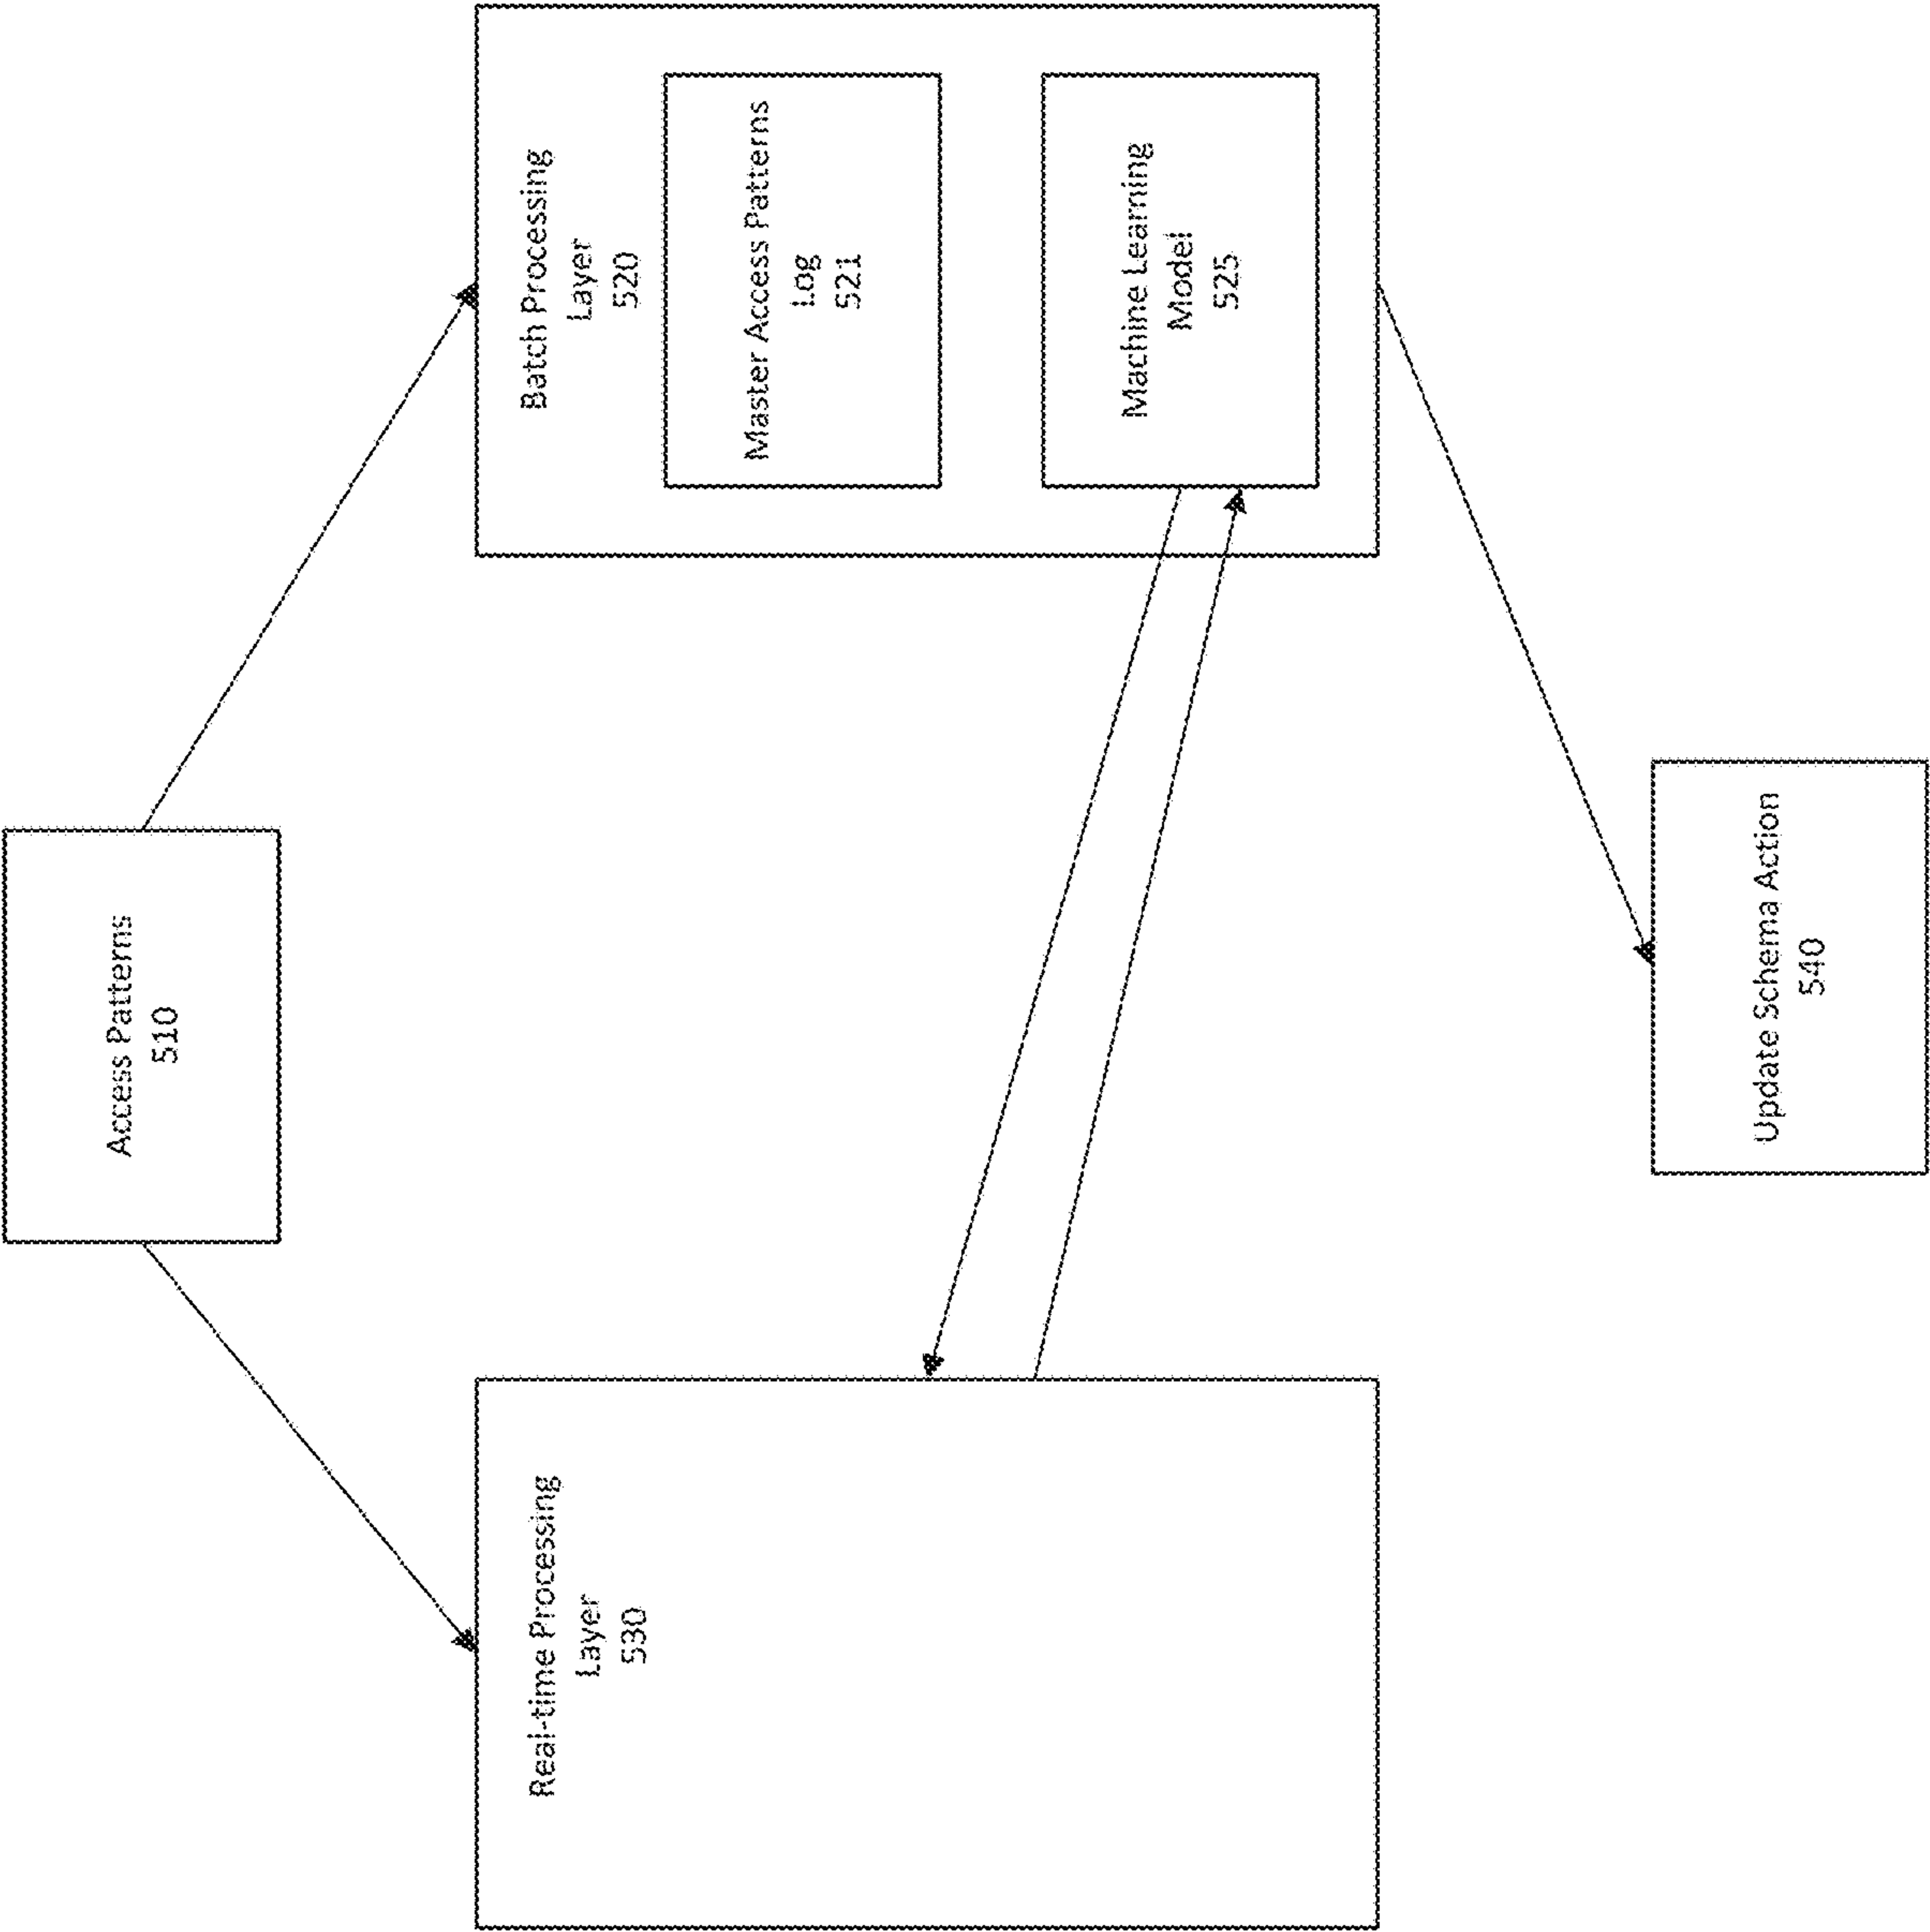 Access Patterns
510
Batch Processing
Layer
520
Master Access Patterns
Log
521
Machine Learning
Model
525
Real-time Processing
Layer
530
Update Schema Action
540